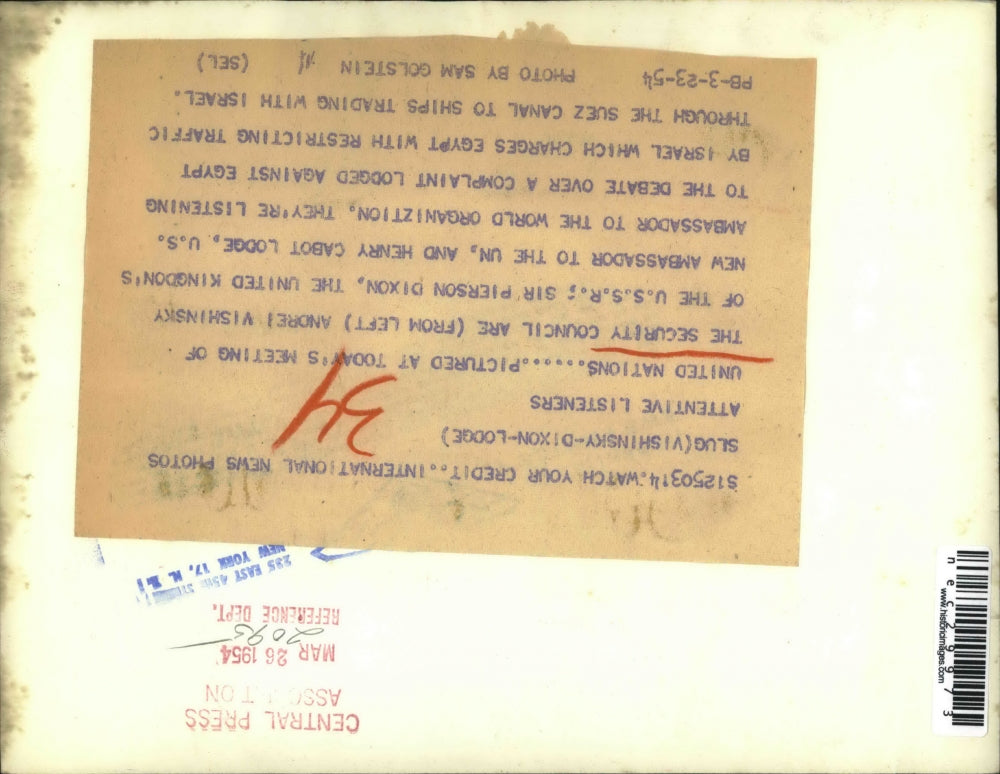 S1250314.WATCH YOUR CREDIT..INTERNATIONAL NEWS PHOTOS
SLUG(VISHINSKY-DIXON-LODGE)
ATTENTIVE LISTENERS
UNITED NATIONS......PICTURED AT TODAY'S MEETING OF
THE SECURITY COUNCIL ARE (FROM LEFT) ANDREI VISHINSKY
OF THE U.S.S.R.; SIR PIERSON DIXON, THE UNITED KINGDON'S
NEW AMBASSADOR TO THE UN, AND HENRY CABOT LODGE, U.S.
AMBASSADOR TO THE WORLD ORGANIZTION. THEY'RE LISTENING
TO THE DEBATE OVER A COMPLAINT LODGED AGAINST EGYPT
BY ISRAEL WHICH CHARGES EGYPT WITH RESTRICTING TRAFFIC
THROUGH THE SUEZ CANAL TO SHIPS TRADING WITH ISRAEL.
PB-3-23-54 PHOTO BY SAM GOLSTEIN (SEL)
34
235 EAST 45th
NEW YORK 17, N. Y.
CENTRAL PRESS
MAR 26 1954
2095
REFERENCE DEPT.
nec29973
www.historicimages.com